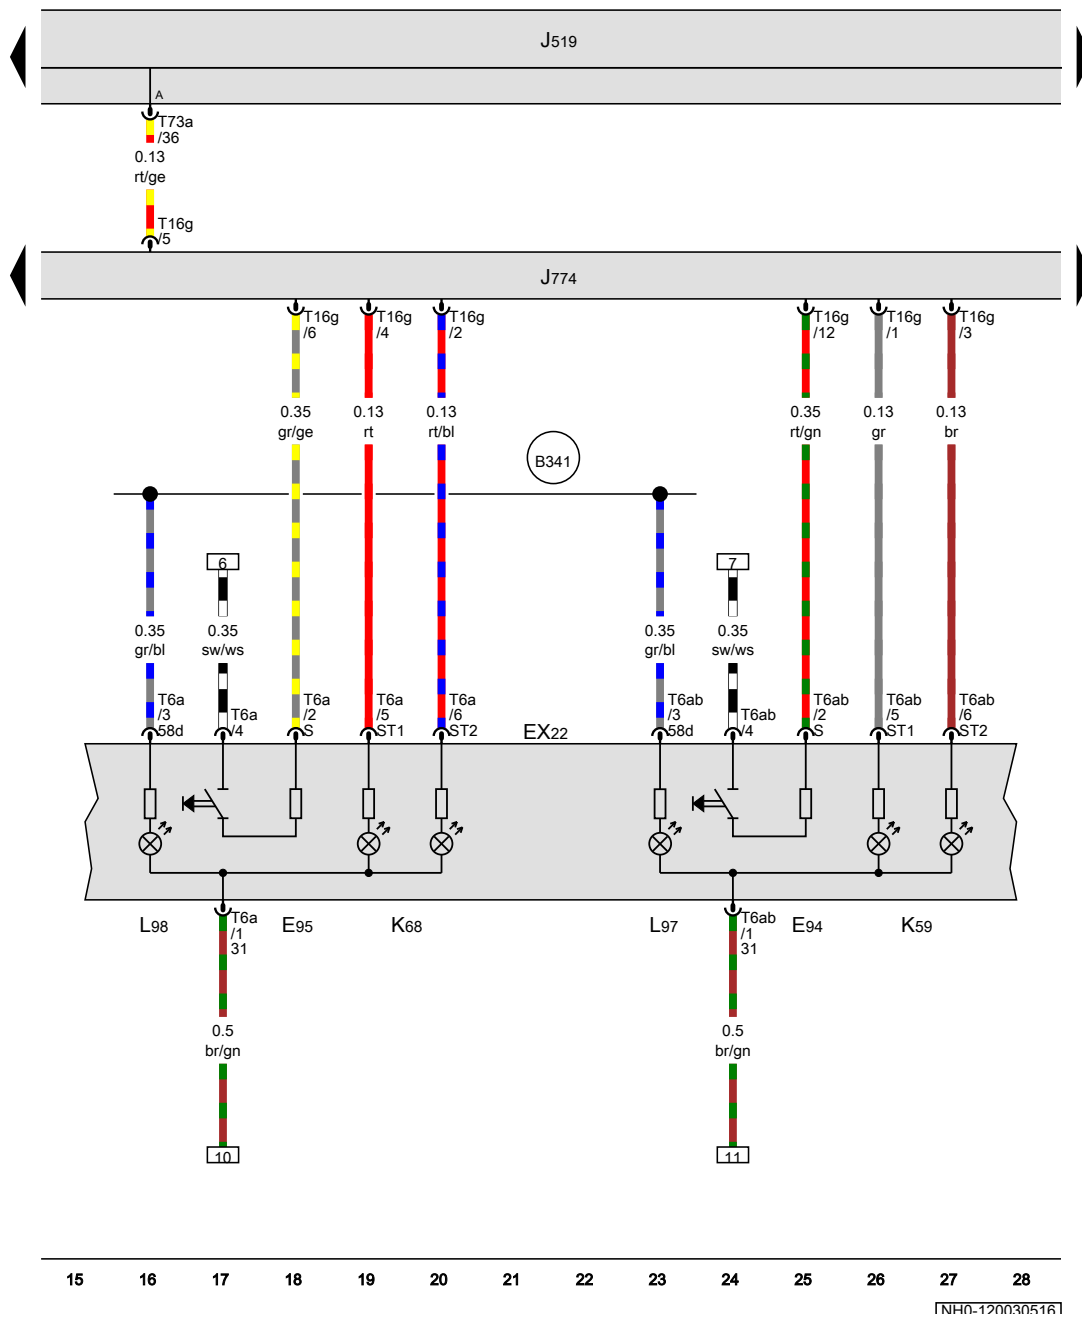 J519
A
T73a
/36
0.13
rt/ge
T16g
/5
J774
T16g
/6
T16g
/4
T16g
/2
T16g
/12
T16g
/1
T16g
/3
0.35
gr/ge
0.13
rt
0.13
rt/bl
0.35
rt/gn
0.13
gr
0.13
br
B341
6
7
0.35
gr/bl
0.35
sw/ws
0.35
gr/bl
0.35
sw/ws
T6a
/3
58d
T6a
/4
T6a
/2
S
T6a
/5
ST1
T6a
/6
ST2
EX22
T6ab
/3
58d
T6ab
/4
T6ab
/2
S
T6ab
/5
ST1
T6ab
/6
ST2
L98
T6a
/1
31
E95
K68
L97
T6ab
/1
31
E94
K59
0.5
br/gn
0.5
br/gn
10
11
15 16 17 18 19 20 21 22 23 24 25 26 27 28
NH0-120030516